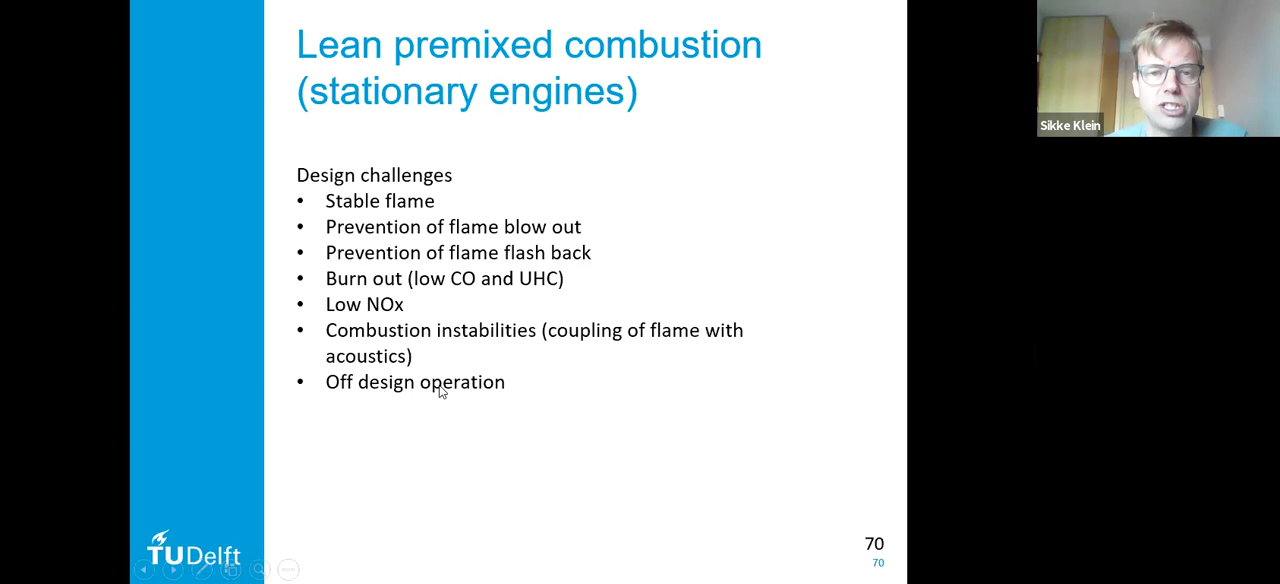 Lean premixed combustion
(stationary engines)
Sikke Klein
Design challenges
• Stable flame
• Prevention of flame blow out
• Prevention of flame flash back
• Burn out (low CO and UHC)
• Low NOx
• Combustion instabilities (coupling of flame with
acoustics)
• Off design operation
TUDelft
70
70